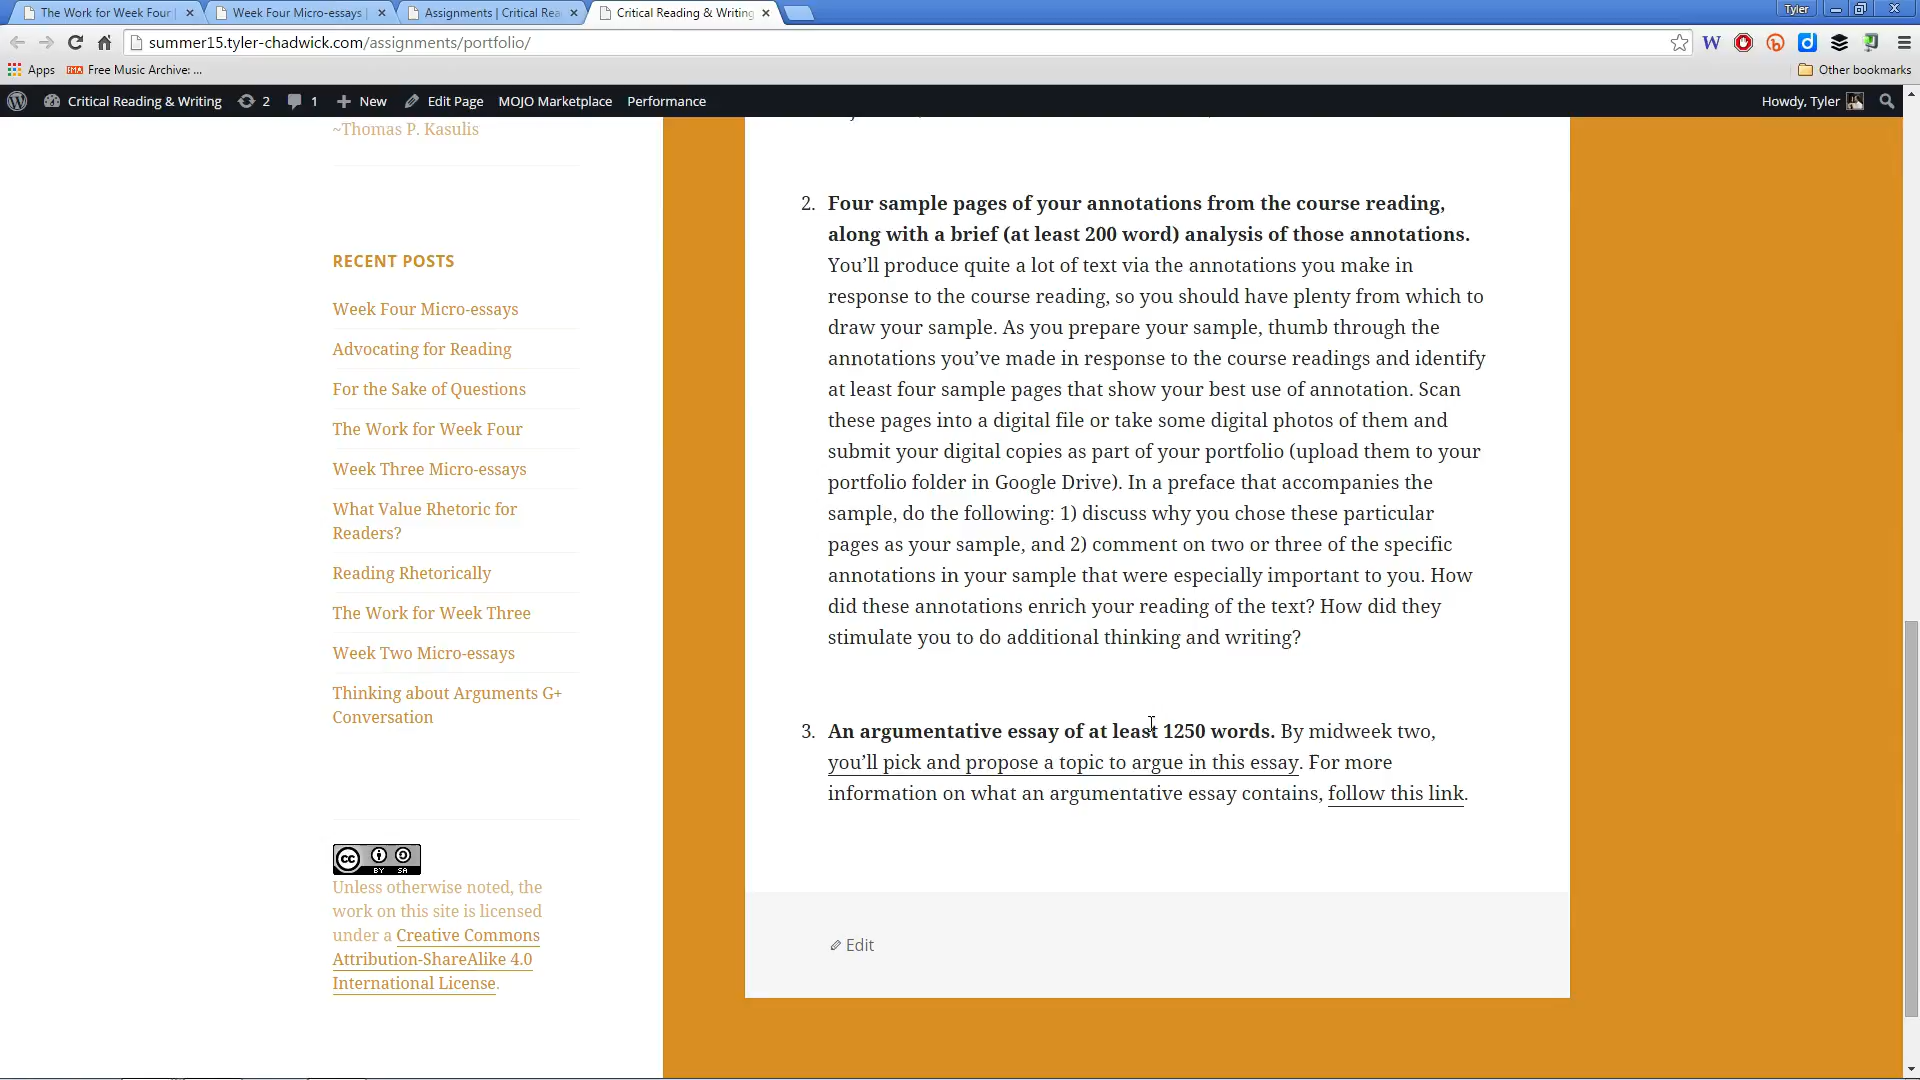 The Work for Week Four |
Week Four Micro-essays |
Assignments | Critical Rea
Critical Reading & Writing
Tyler
summer15.tyler-chadwick.com/assignments/portfolio/
Apps
Free Music Archive: ...
Other bookmarks
Critical Reading & Writing
2
1
New
Edit Page
MOJO Marketplace
Performance
Howdy, Tyler
~Thomas P. Kasulis
RECENT POSTS
Week Four Micro-essays
Advocating for Reading
For the Sake of Questions
The Work for Week Four
Week Three Micro-essays
What Value Rhetoric for
Readers?
Reading Rhetorically
The Work for Week Three
Week Two Micro-essays
Thinking about Arguments G+
Conversation
CC BY SA
Unless otherwise noted, the
work on this site is licensed
under a Creative Commons
Attribution-ShareAlike 4.0
International License.
2. Four sample pages of your annotations from the course reading,
along with a brief (at least 200 word) analysis of those annotations.
You’ll produce quite a lot of text via the annotations you make in
response to the course reading, so you should have plenty from which to
draw your sample. As you prepare your sample, thumb through the
annotations you’ve made in response to the course readings and identify
at least four sample pages that show your best use of annotation. Scan
these pages into a digital file or take some digital photos of them and
submit your digital copies as part of your portfolio (upload them to your
portfolio folder in Google Drive). In a preface that accompanies the
sample, do the following: 1) discuss why you chose these particular
pages as your sample, and 2) comment on two or three of the specific
annotations in your sample that were especially important to you. How
did these annotations enrich your reading of the text? How did they
stimulate you to do additional thinking and writing?
3. An argumentative essay of at least 1250 words. By midweek two,
you’ll pick and propose a topic to argue in this essay. For more
information on what an argumentative essay contains, follow this link.
Edit